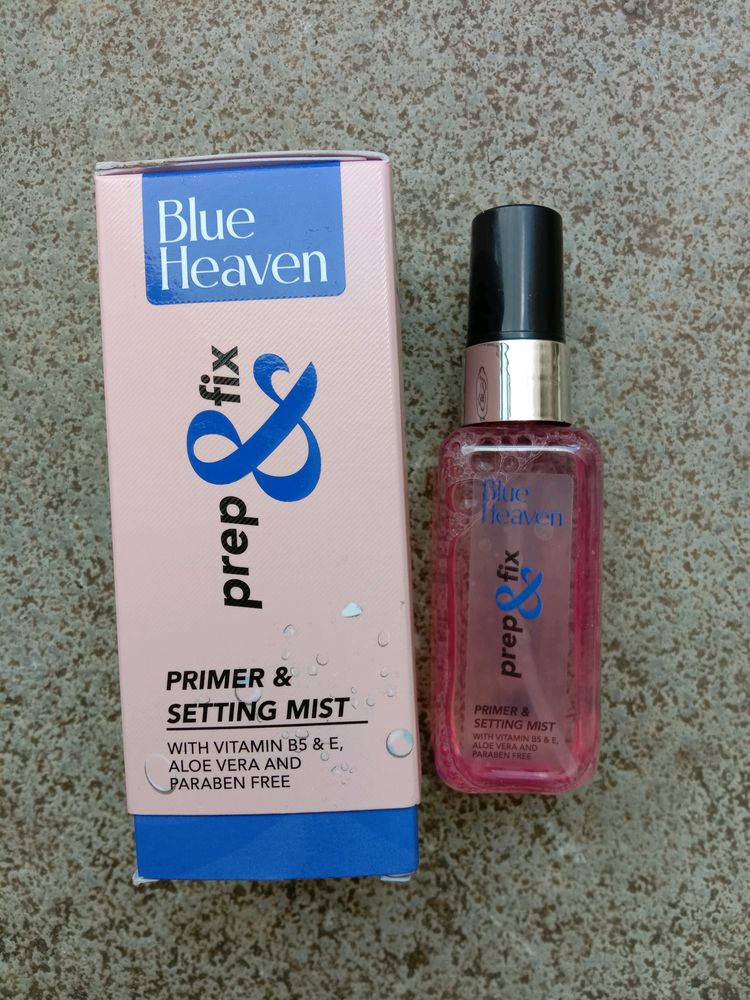 Blue
Heaven
prep & fix
PRIMER &
SETTING MIST
WITH VITAMIN B5 & E,
ALOE VERA AND
PARABEN FREE
Blue
Heaven
prep & fix
PRIMER &
SETTING MIST
WITH VITAMIN B5 & E,
ALOE VERA AND
PARABEN FREE